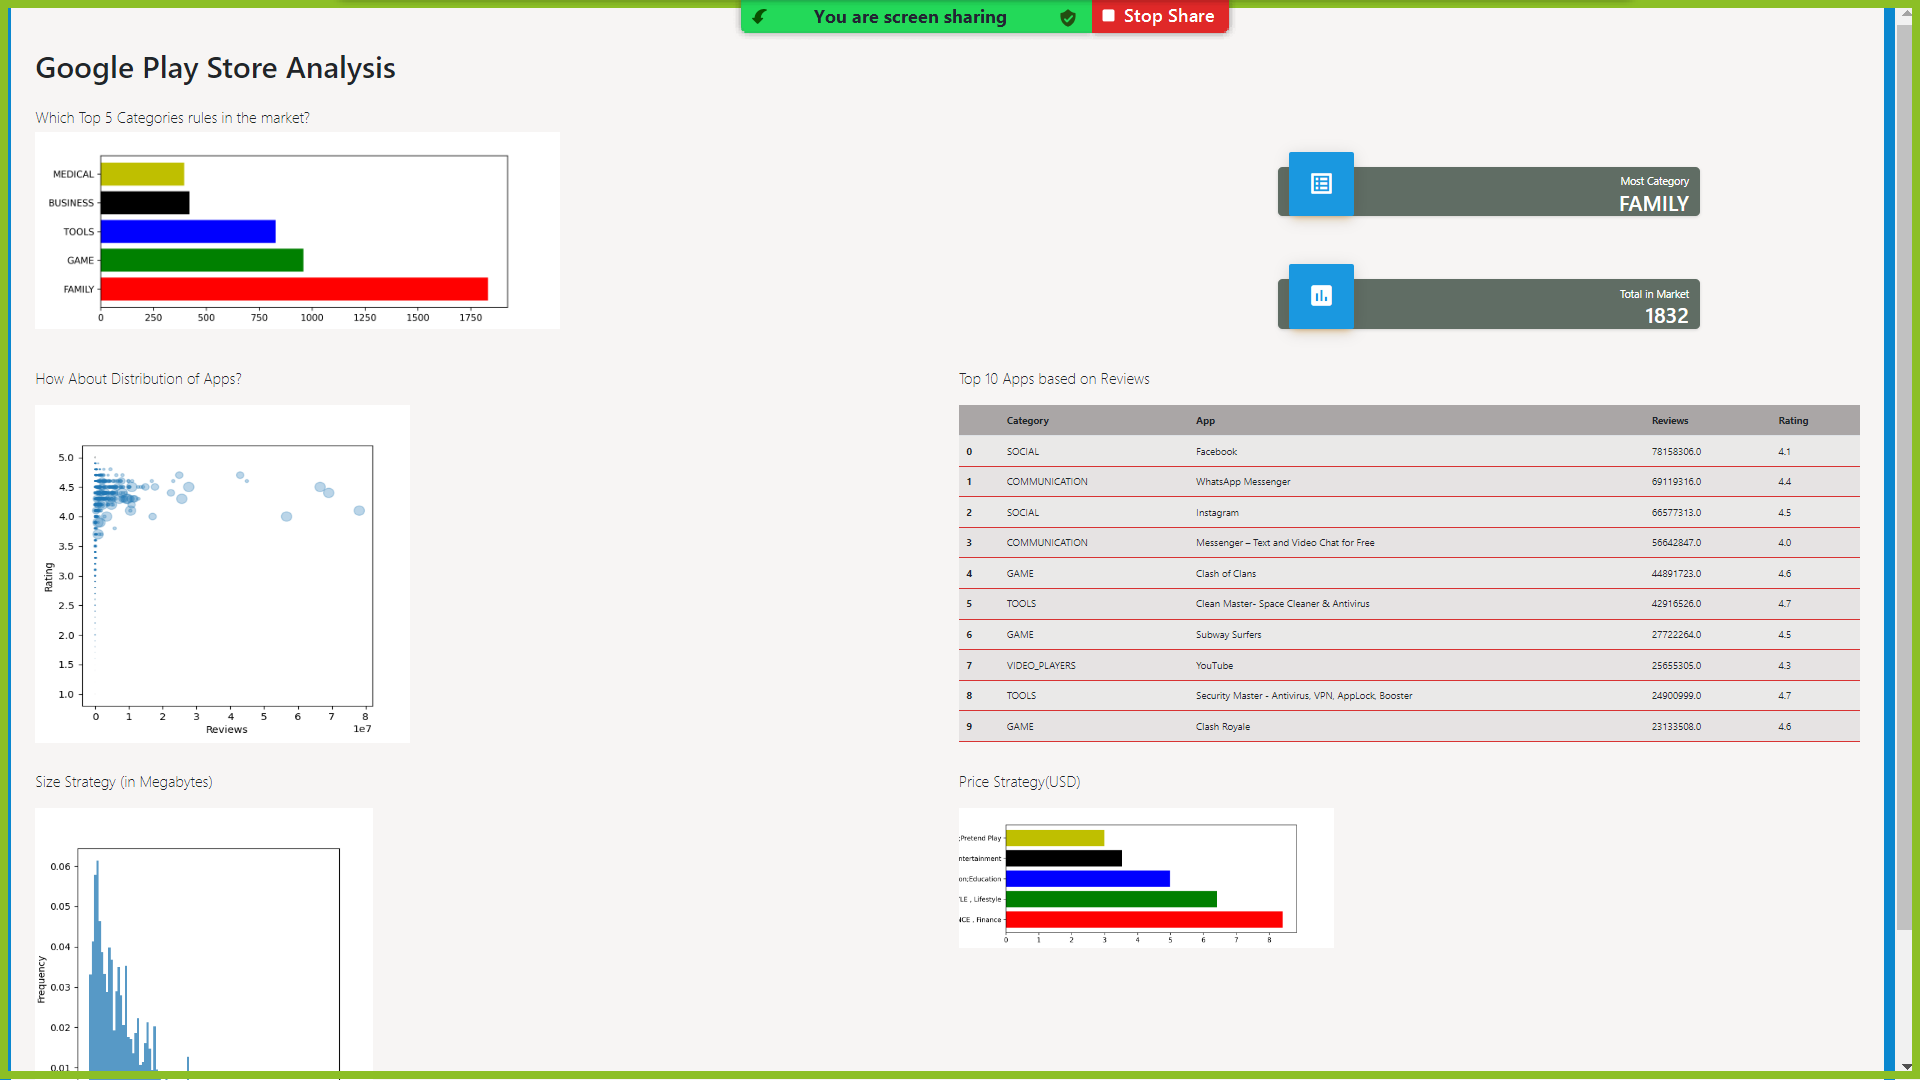 You are screen sharing
Stop Share
Google Play Store Analysis
Which Top 5 Categories rules in the market?
MEDICAL
BUSINESS
TOOLS
GAME
FAMILY
0 250 500 750 1000 1250 1500 1750
Most Category
FAMILY
Total in Market
1832
How About Distribution of Apps?
5.0
4.5
4.0
3.5
3.0
2.5
2.0
1.5
1.0
Rating
0 1 2 3 4 5 6 7 8
Reviews 1e7
Top 10 Apps based on Reviews
Category App Reviews Rating
0 SOCIAL Facebook 78158306.0 4.1
1 COMMUNICATION WhatsApp Messenger 69119316.0 4.4
2 SOCIAL Instagram 66577313.0 4.5
3 COMMUNICATION Messenger – Text and Video Chat for Free 56642847.0 4.0
4 GAME Clash of Clans 44891723.0 4.6
5 TOOLS Clean Master- Space Cleaner & Antivirus 42916526.0 4.7
6 GAME Subway Surfers 27722264.0 4.5
7 VIDEO_PLAYERS YouTube 25655305.0 4.3
8 TOOLS Security Master - Antivirus, VPN, AppLock, Booster 24900999.0 4.7
9 GAME Clash Royale 23133508.0 4.6
Size Strategy (in Megabytes)
0.06
0.05
0.04
0.03
0.02
0.01
Frequency
Price Strategy(USD)
;Pretend Play
ntertainment
on;Education
LE , Lifestyle
NCE , Finance
0 1 2 3 4 5 6 7 8